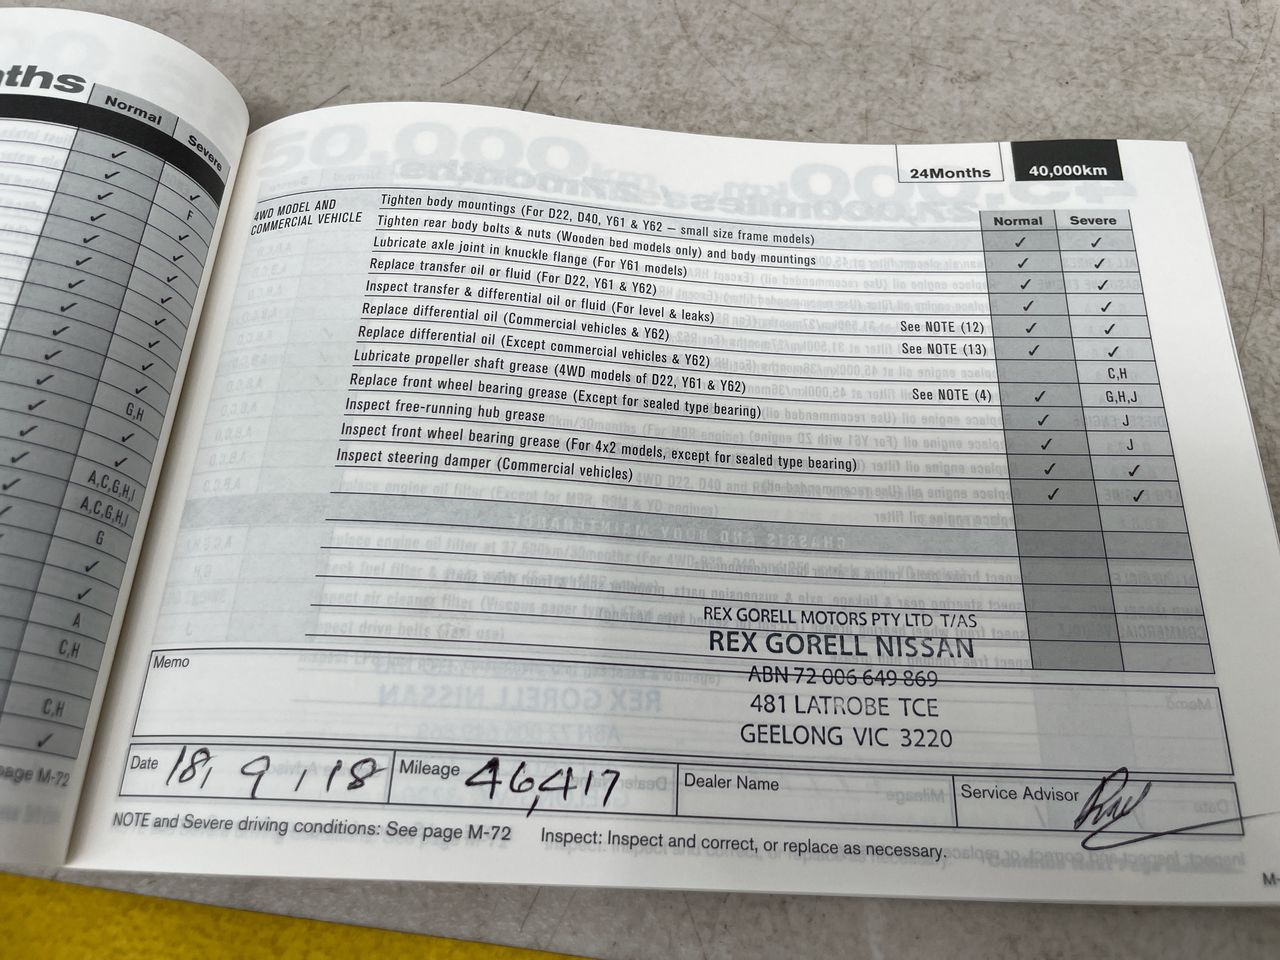 Normal
Severe
F
G,H
A,C,G,H,I
A,C,G,H,I
G
A
C,H
C,H
24Months 40,000km
Normal Severe
4WD MODEL AND
COMMERCIAL VEHICLE
Tighten body mountings (For D22, D40, Y61 & Y62 – small size frame models) ✓ ✓
Tighten rear body bolts & nuts (Wooden bed models only) and body mountings ✓ ✓
Lubricate axle joint in knuckle flange (For Y61 models) ✓ ✓
Replace transfer oil or fluid (For D22, Y61 & Y62) ✓ ✓
Inspect transfer & differential oil or fluid (For level & leaks) See NOTE (12) ✓ ✓
Replace differential oil (Commercial vehicles & Y62) See NOTE (13) ✓ ✓
Replace differential oil (Except commercial vehicles & Y62) C,H
Lubricate propeller shaft grease (4WD models of D22, Y61 & Y62) See NOTE (4) ✓ G,H,J
Replace front wheel bearing grease (Except for sealed type bearing) ✓ J
Inspect free-running hub grease ✓ J
Inspect front wheel bearing grease (For 4x2 models, except for sealed type bearing) ✓ ✓
Inspect steering damper (Commercial vehicles) ✓ ✓
REX GORELL MOTORS PTY LTD T/AS
REX GORELL NISSAN
ABN 72 006 649 869
481 LATROBE TCE
GEELONG VIC 3220
Memo
Date 18, 9, 18 Mileage 46,417 Dealer Name Service Advisor
NOTE and Severe driving conditions: See page M-72 Inspect: Inspect and correct, or replace as necessary.